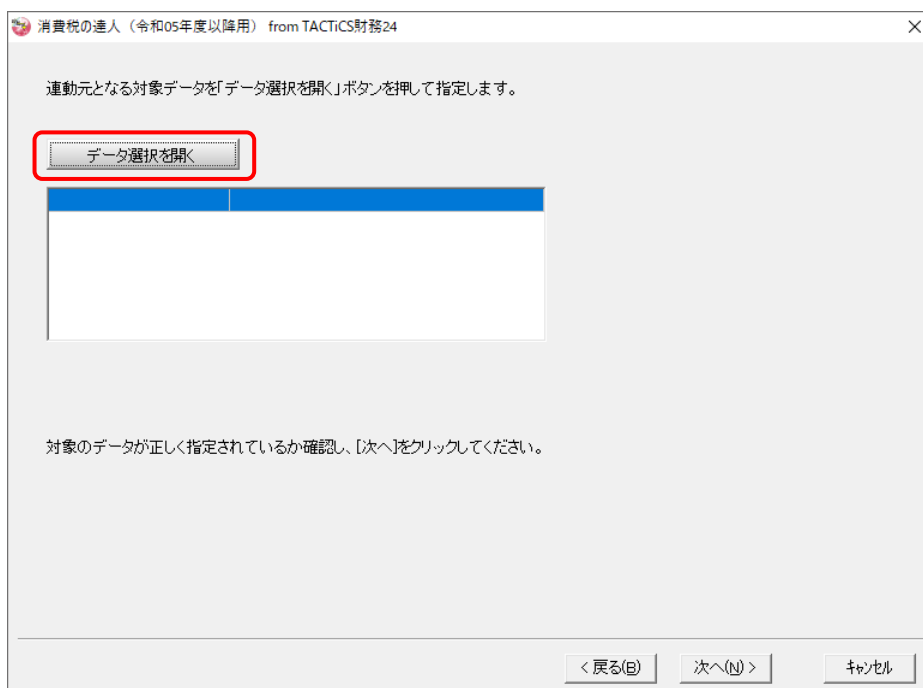 消費税の達人（令和05年度以降用） from TACTiCS財務24
連動元となる対象データを「データ選択を開く」ボタンを押して指定します。
データ選択を開く
対象のデータが正しく指定されているか確認し、[次へ]をクリックしてください。
< 戻る(B)
次へ(N) >
キャンセル